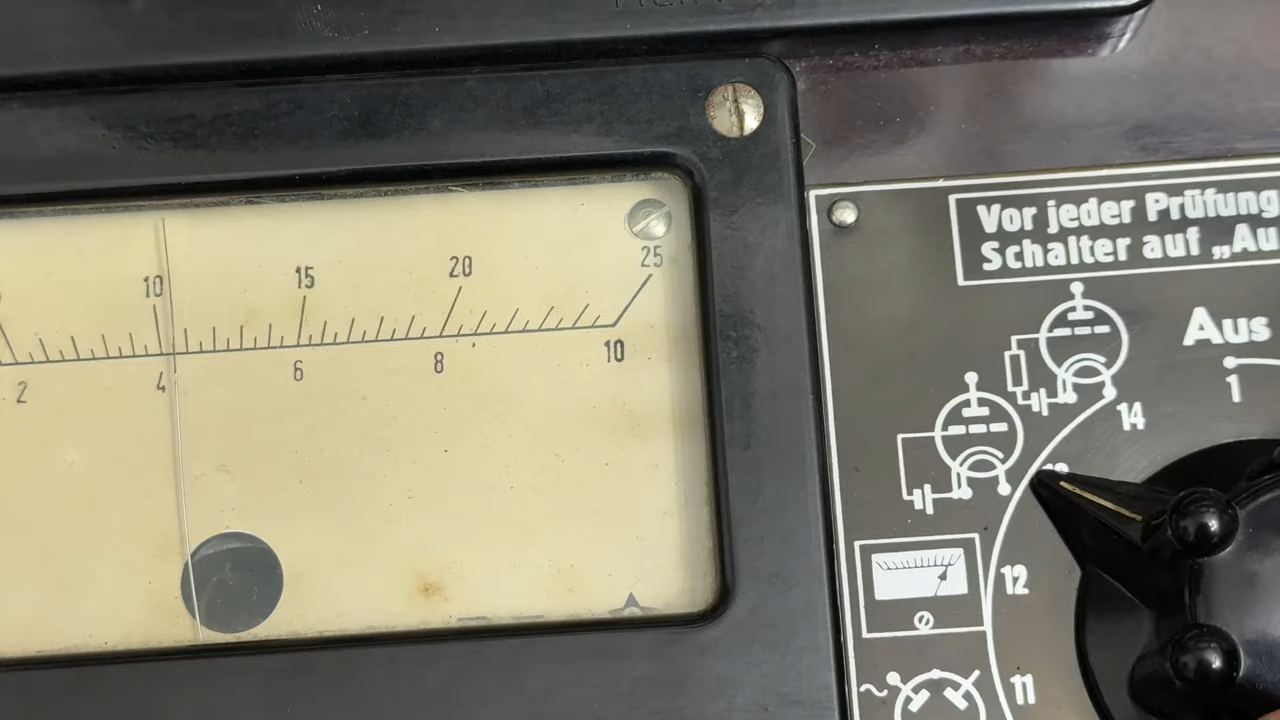 Vor jeder Prüfung
Schalter auf „Au
10 15 20 25
2 4 6 8 10
Aus
1
14
12
11